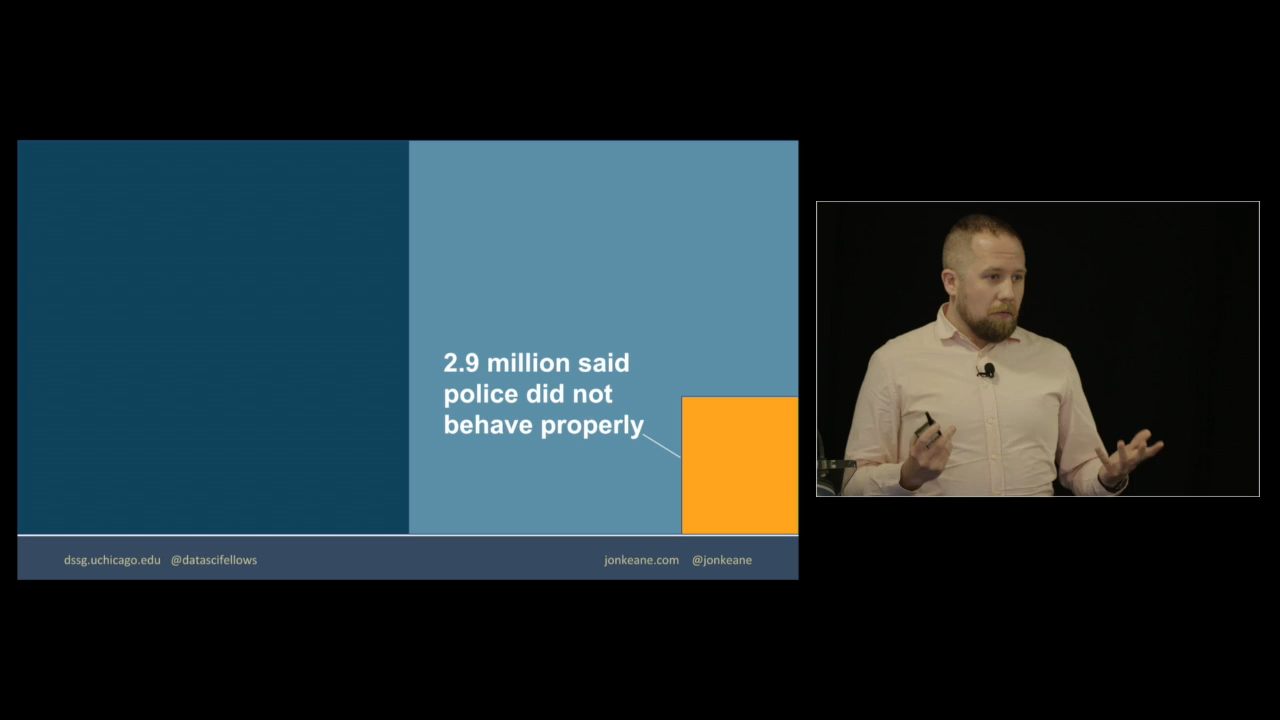 2.9 million said
police did not
behave properly
dssg.uchicago.edu @datascifellows
jonkeane.com @jonkeane